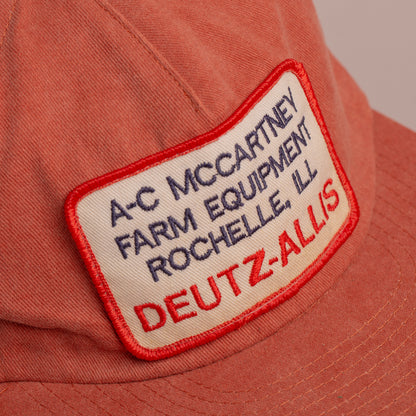 A-C MCCARTNEY
FARM EQUIPMENT
ROCHELLE, ILL
DEUTZ-ALLIS